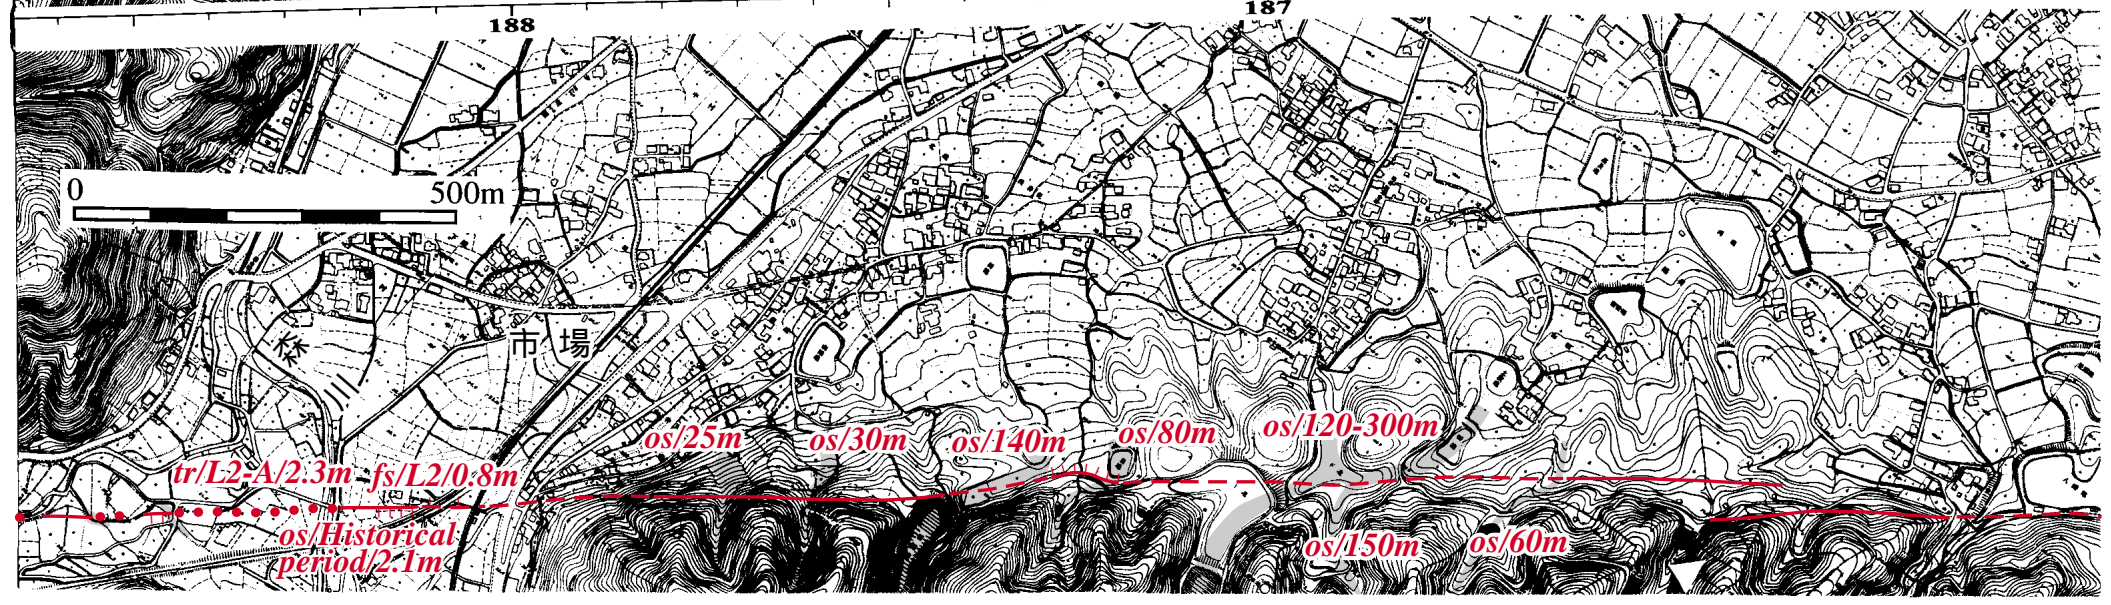 188
187
0
500m
市場
森
川
os/25m
os/30m
os/140m
os/80m
os/120-300m
tr/L2-A/2.3m
fs/L2/0.8m
os/Historical
period/2.1m
os/150m
os/60m